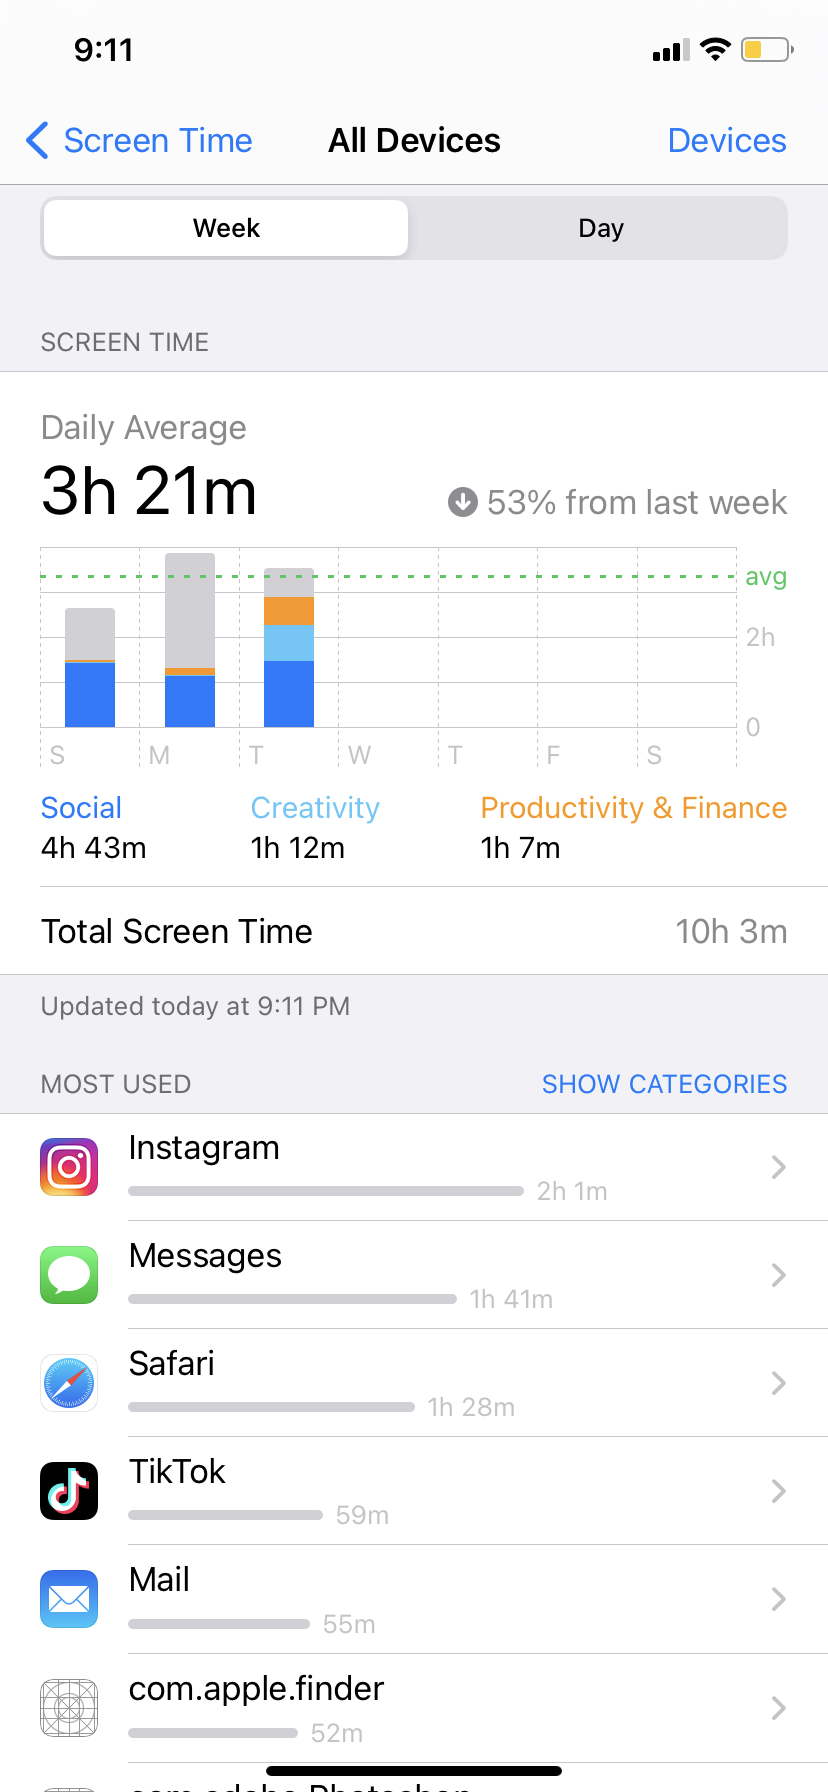 9:11
Screen Time
All Devices
Devices
Week
Day
SCREEN TIME
Daily Average
3h 21m
53% from last week
avg
2h
0
S M T W T F S
Social
Creativity
Productivity & Finance
4h 43m
1h 12m
1h 7m
Total Screen Time
10h 3m
Updated today at 9:11 PM
MOST USED
SHOW CATEGORIES
Instagram
2h 1m
Messages
1h 41m
Safari
1h 28m
TikTok
59m
Mail
55m
com.apple.finder
52m
com.adobe.Photoshop